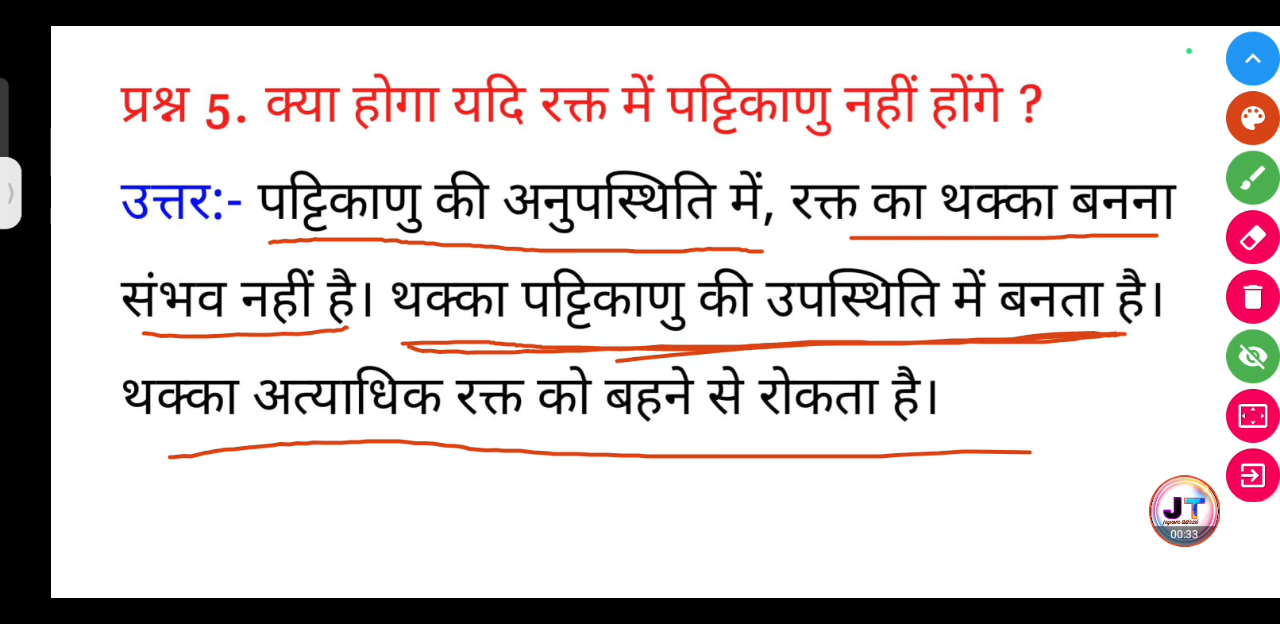 प्रश्न 5. क्या होगा यदि रक्त में पट्टिकाणु नहीं होंगे ?
उत्तर:- पट्टिकाणु की अनुपस्थिति में, रक्त का थक्का बनना
संभव नहीं है। थक्का पट्टिकाणु की उपस्थिति में बनता है।
थक्का अत्याधिक रक्त को बहने से रोकता है।
JT
00:33